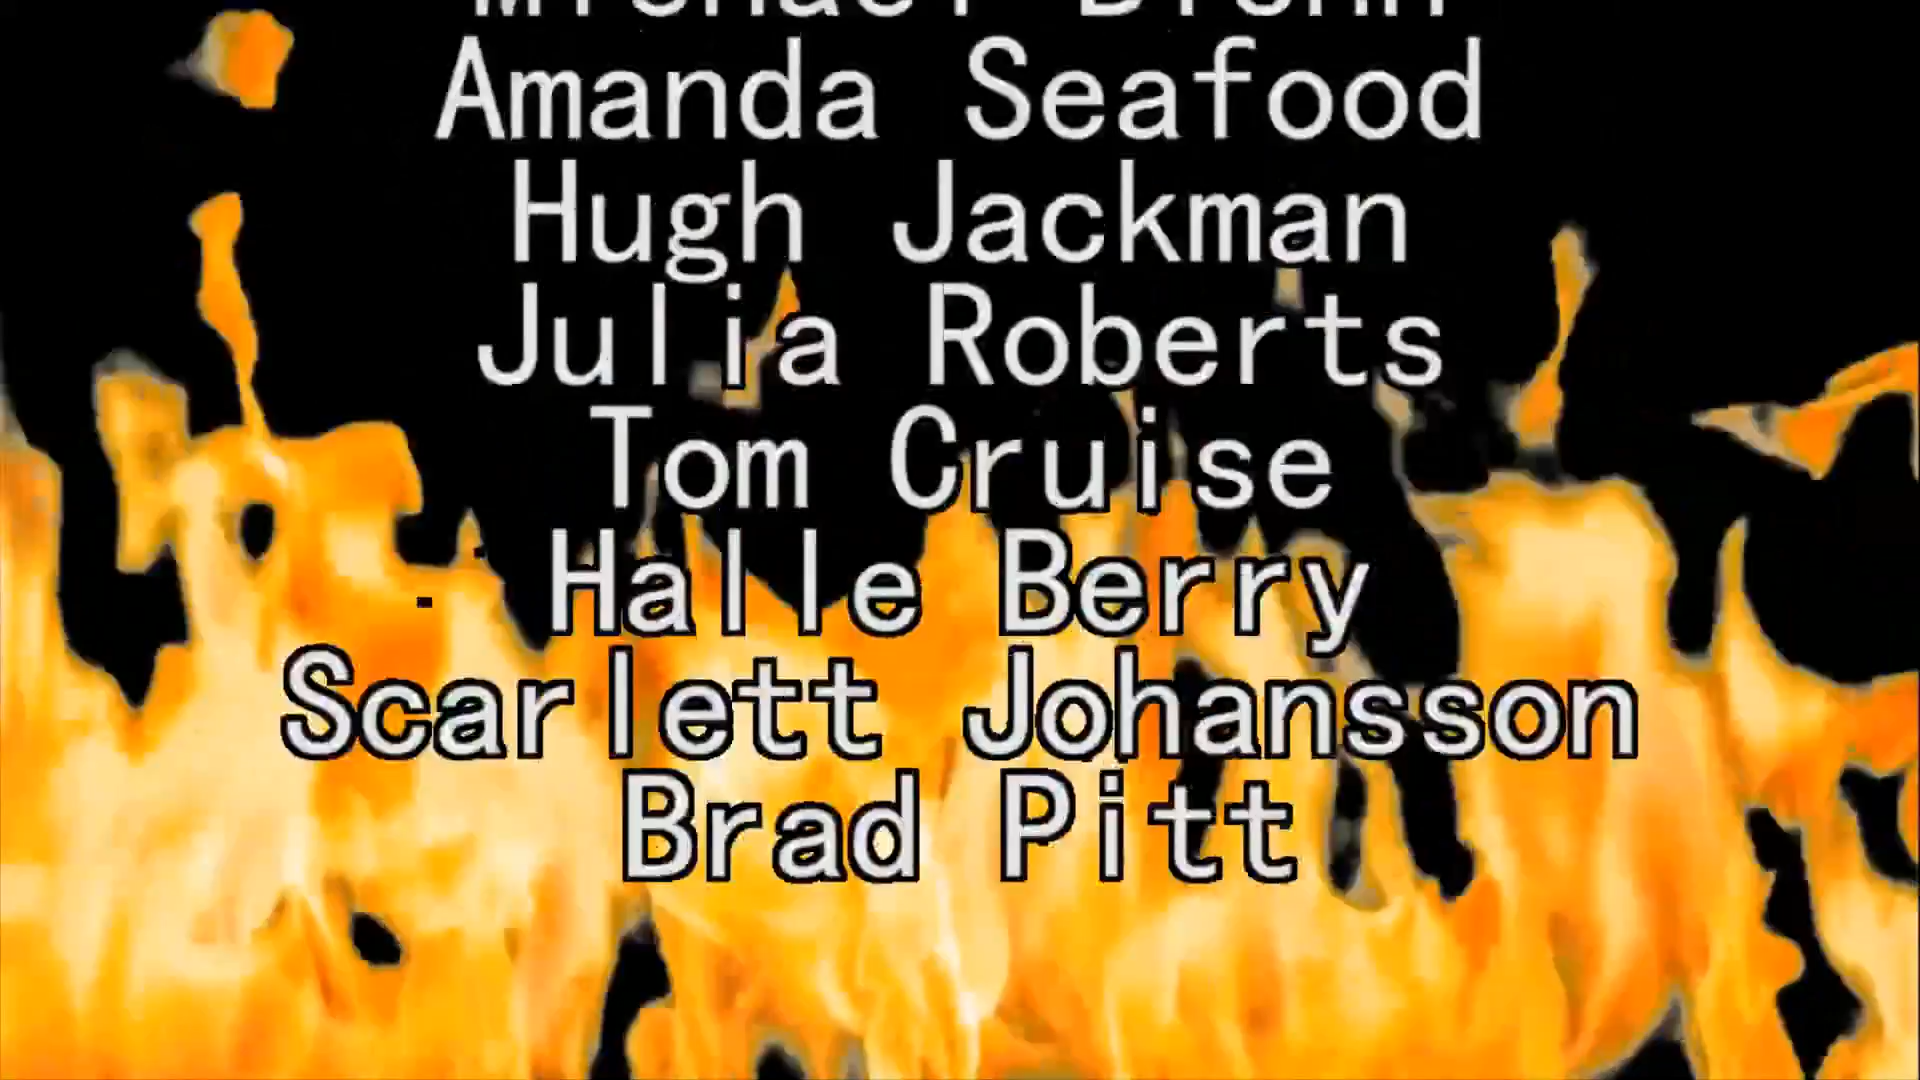 Amanda Seafood
Hugh Jackman
Julia Roberts
Tom Cruise
Halle Berry
Scarlett Johansson
Brad Pitt